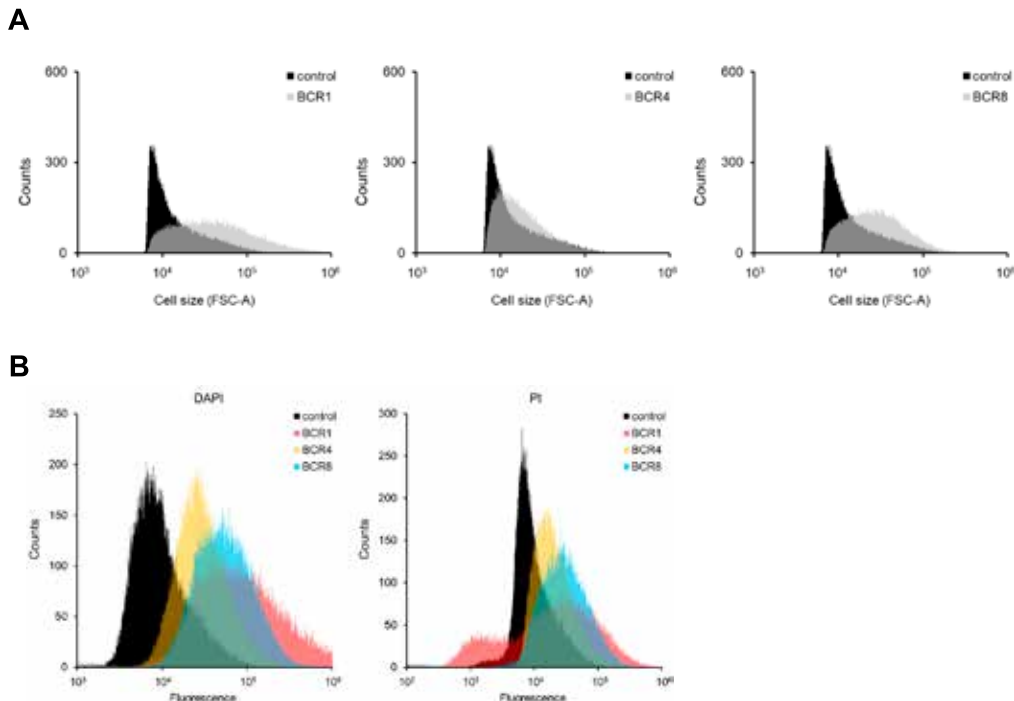 A
600
300
0
Counts
10³ 10⁴ 10⁵ 10⁶
Cell size (FSC-A)
control
BCR1
600
300
0
Counts
10³ 10⁴ 10⁵ 10⁶
Cell size (FSC-A)
control
BCR4
600
300
0
Counts
10³ 10⁴ 10⁵ 10⁶
Cell size (FSC-A)
control
BCR8
B
DAPI
250
200
150
100
50
0
Counts
10³ 10⁴ 10⁵ 10⁶
Fluorescence
control
BCR1
BCR4
BCR8
PI
300
250
200
150
100
50
0
Counts
10² 10³ 10⁴ 10⁵ 10⁶
Fluorescence
control
BCR1
BCR4
BCR8